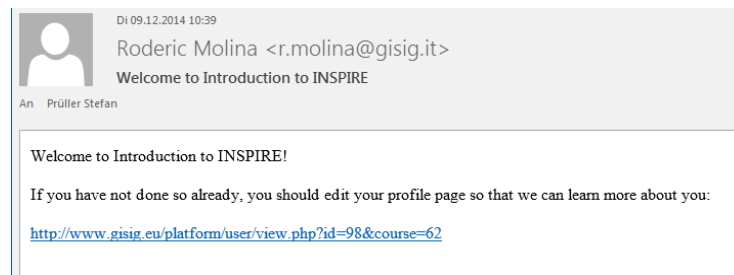 Di 09.12.2014 10:39
Roderic Molina <r.molina@gisig.it>
Welcome to Introduction to INSPIRE
An Prüller Stefan
Welcome to Introduction to INSPIRE!
If you have not done so already, you should edit your profile page so that we can learn more about you:
http://www.gisig.eu/platform/user/view.php?id=98&course=62